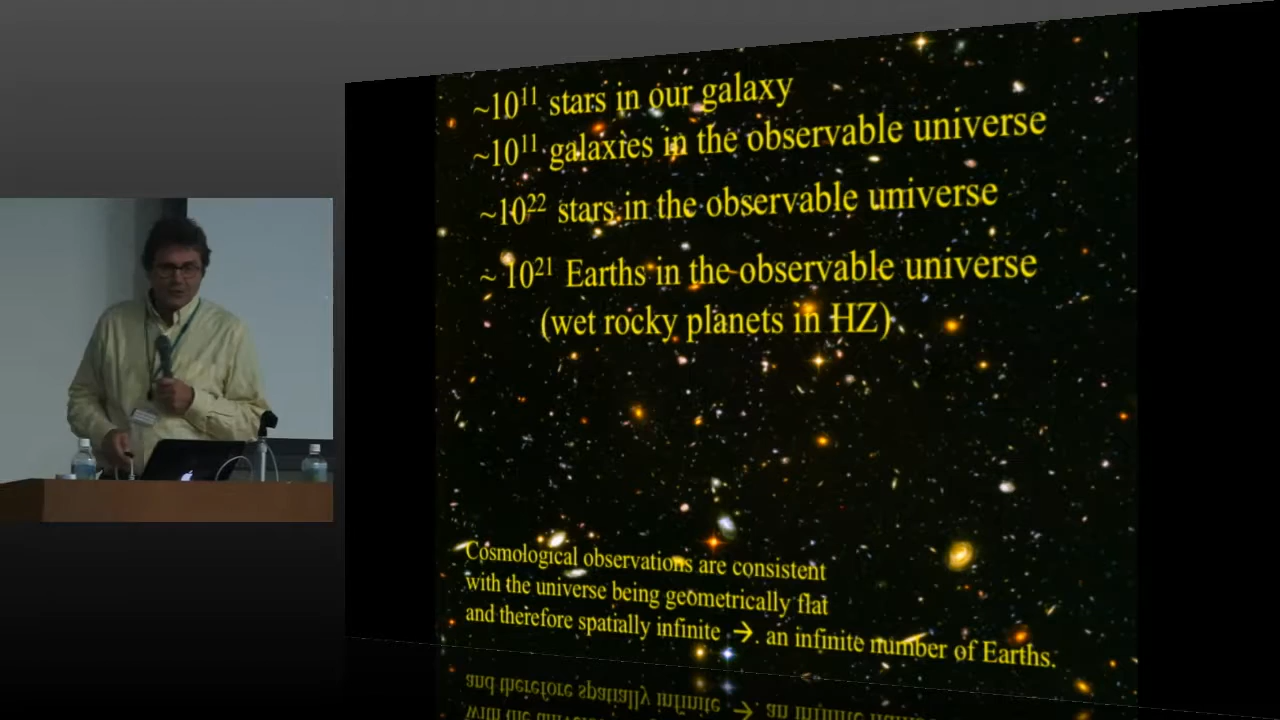 ~10¹¹ stars in our galaxy
~10¹¹ galaxies in the observable universe
~10²² stars in the observable universe
~ 10²¹ Earths in the observable universe
(wet rocky planets in HZ)
Cosmological observations are consistent
with the universe being geometrically flat
and therefore spatially infinite → . an infinite number of Earths.